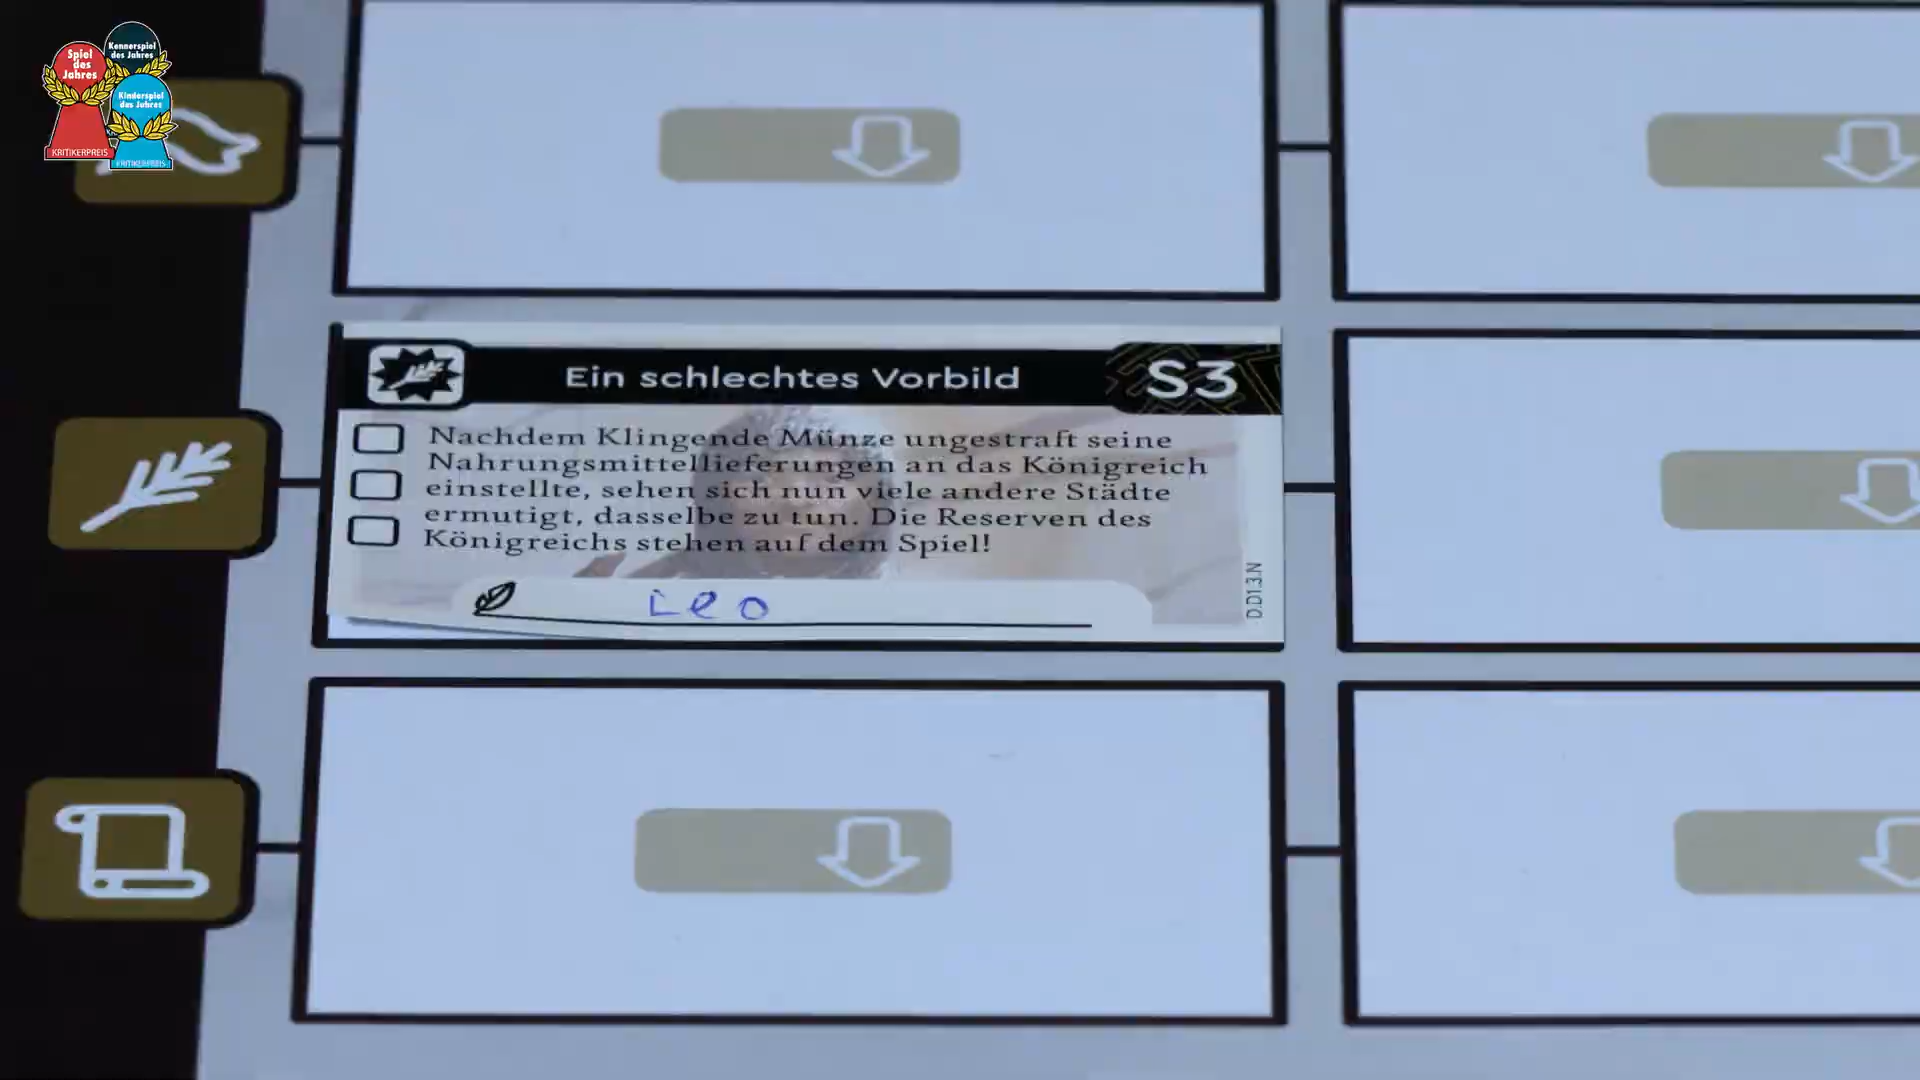 Spiel
des
Jahres
KRITIKERPREIS
Kennerspiel
des Jahres
Kinderspiel
des Jahres
KRITIKERPREIS
Ein schlechtes Vorbild
S3
Nachdem Klingende Münze ungestraft seine
Nahrungsmittellieferungen an das Königreich
einstellte, sehen sich nun viele andere Städte
ermutigt, dasselbe zu tun. Die Reserven des
Königreichs stehen auf dem Spiel!
Leo
D.D1.3.N